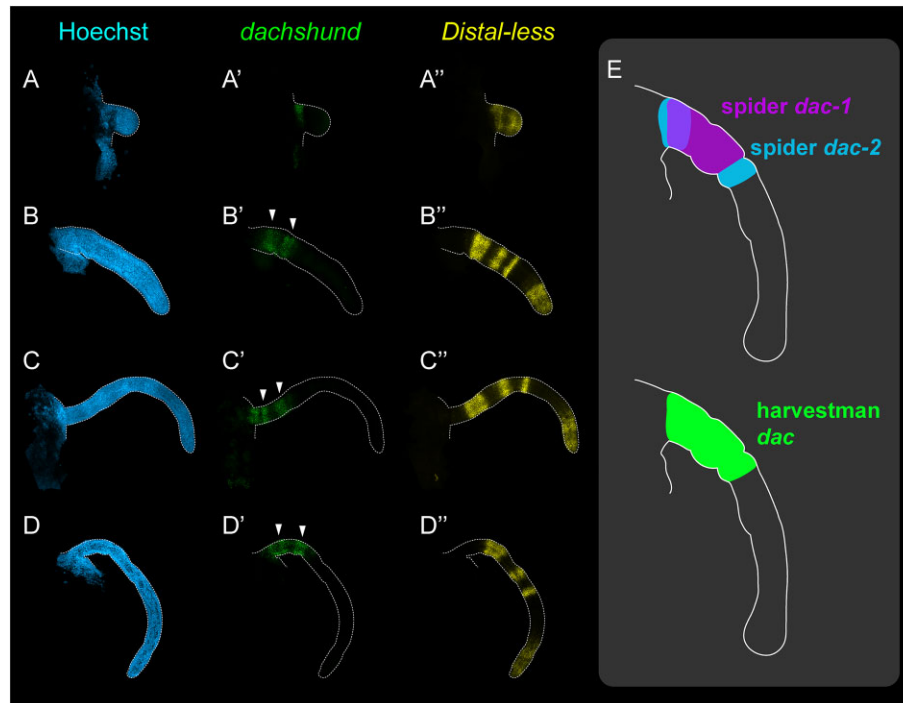 Hoechst dachshund Distal-less
A A’ A’’ E
spider dac-1
spider dac-2
B B’ B’’
C C’ C’’
harvestman
dac
D D’ D’’